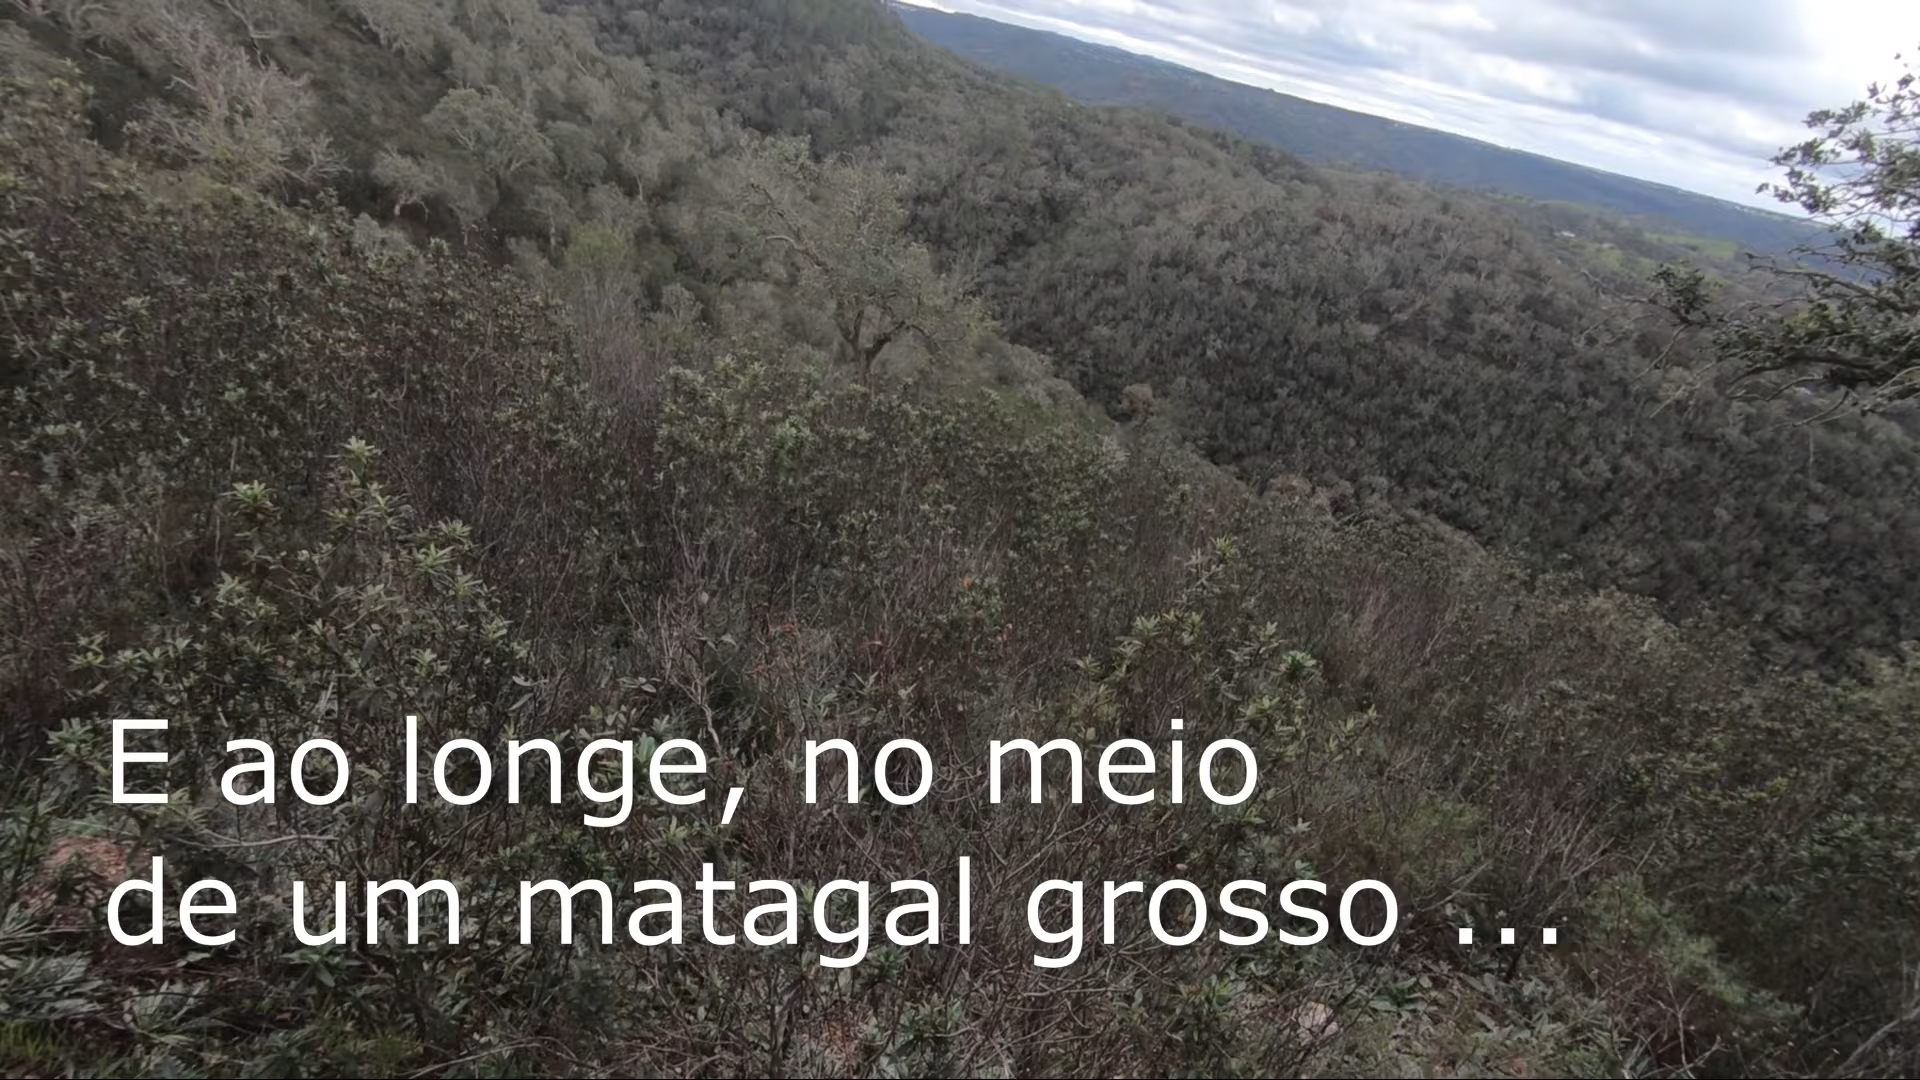 E ao longe, no meio
de um matagal grosso ...